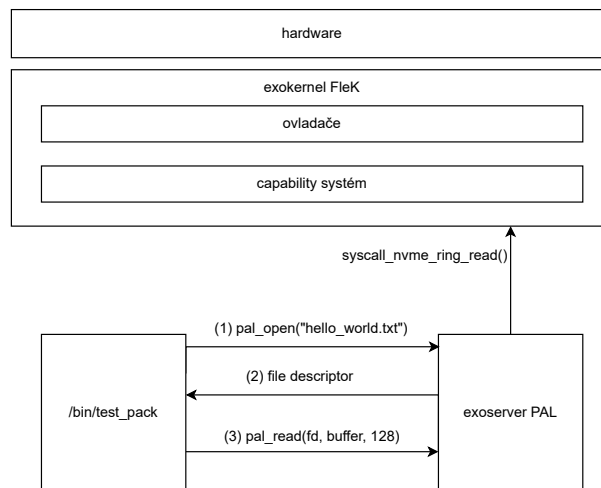 hardware
exokernel FleK
ovladače
capability systém
syscall_nvme_ring_read()
(1) pal_open("hello_world.txt")
(2) file descriptor
/bin/test_pack
exoserver PAL
(3) pal_read(fd, buffer, 128)